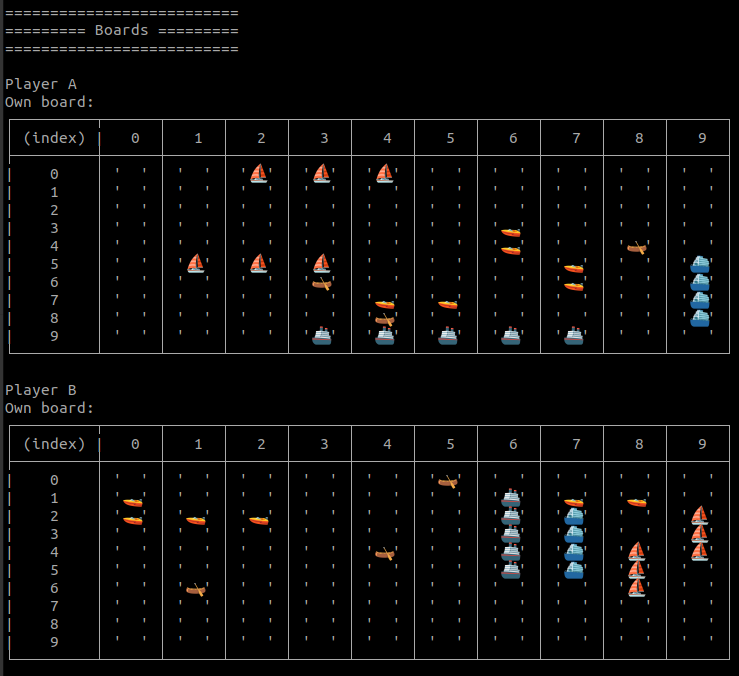 ==========================
========= Boards =========
==========================
Player A
Own board:
(index) 0 1 2 3 4 5 6 7 8 9
0 ' ' ' ' '⛵' '⛵' '⛵' ' ' ' ' ' ' ' ' ' '
1 ' ' ' ' ' ' ' ' ' ' ' ' ' ' ' ' ' ' ' '
2 ' ' ' ' ' ' ' ' ' ' ' ' ' ' ' ' ' ' ' '
3 ' ' ' ' ' ' ' ' ' ' ' ' '🚤' ' ' ' ' ' '
4 ' ' ' ' ' ' ' ' ' ' ' ' '🚤' ' ' '🛶' ' '
5 ' ' '⛵' '⛵' '⛵' ' ' ' ' ' ' '🚤' ' ' '⛴'
6 ' ' ' ' ' ' '🛶' ' ' ' ' ' ' '🚤' ' ' '⛴'
7 ' ' ' ' ' ' ' ' '🚤' '🚤' ' ' ' ' ' ' '⛴'
8 ' ' ' ' ' ' ' ' '🛶' ' ' ' ' ' ' ' ' '⛴'
9 ' ' ' ' ' ' '🚢' '🚢' '🚢' '🚢' '🚢' ' ' ' '
Player B
Own board:
(index) 0 1 2 3 4 5 6 7 8 9
0 ' ' ' ' ' ' ' ' ' ' '🛶' ' ' ' ' ' ' ' '
1 '🚤' ' ' ' ' ' ' ' ' ' ' '🚢' '🚤' '🚤' ' '
2 '🚤' '🚤' '🚤' ' ' ' ' ' ' '🚢' '⛴' ' ' '⛵'
3 ' ' ' ' ' ' ' ' ' ' ' ' '🚢' '⛴' ' ' '⛵'
4 ' ' ' ' ' ' ' ' '🛶' ' ' '🚢' '⛴' '⛵' '⛵'
5 ' ' ' ' ' ' ' ' ' ' ' ' '🚢' '⛴' '⛵' ' '
6 ' ' '🛶' ' ' ' ' ' ' ' ' ' ' ' ' '⛵' ' '
7 ' ' ' ' ' ' ' ' ' ' ' ' ' ' ' ' ' ' ' '
8 ' ' ' ' ' ' ' ' ' ' ' ' ' ' ' ' ' ' ' '
9 ' ' ' ' ' ' ' ' ' ' ' ' ' ' ' ' ' ' ' '